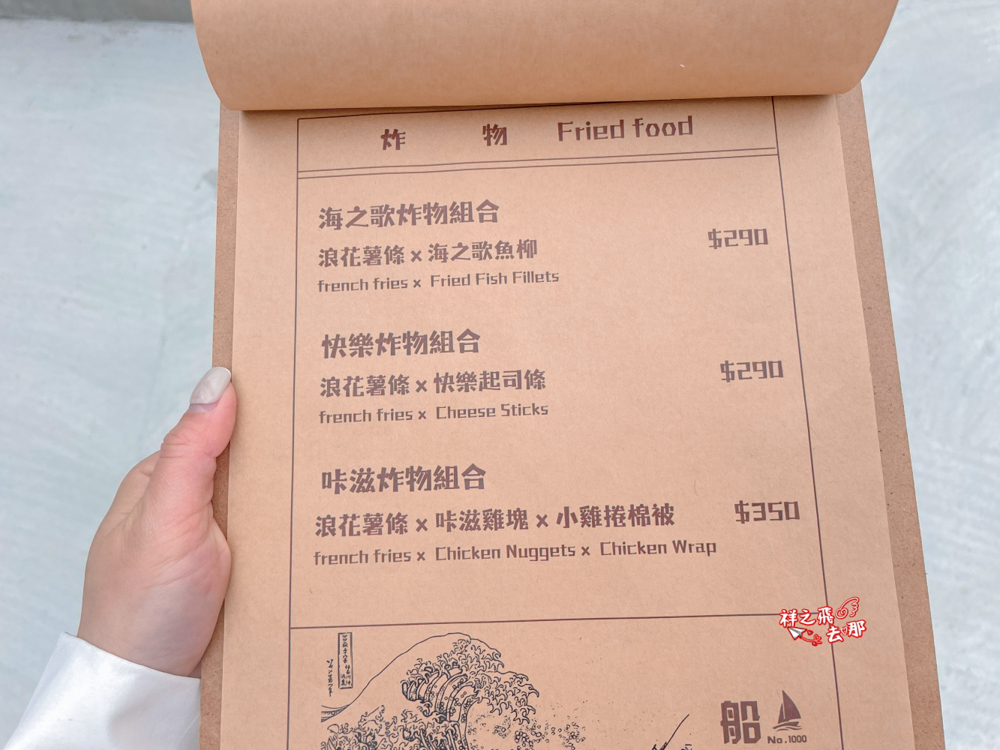 炸 物 Fried food
海之歌炸物組合
浪花薯條 x 海之歌魚柳
$290
french fries x Fried Fish Fillets
快樂炸物組合
浪花薯條 x 快樂起司條
$290
french fries x Cheese Sticks
咔滋炸物組合
浪花薯條 x 咔滋雞塊 x 小雞捲棉被
$350
french fries x Chicken Nuggets x Chicken Wrap
祥之飛
去那
船
No.1000